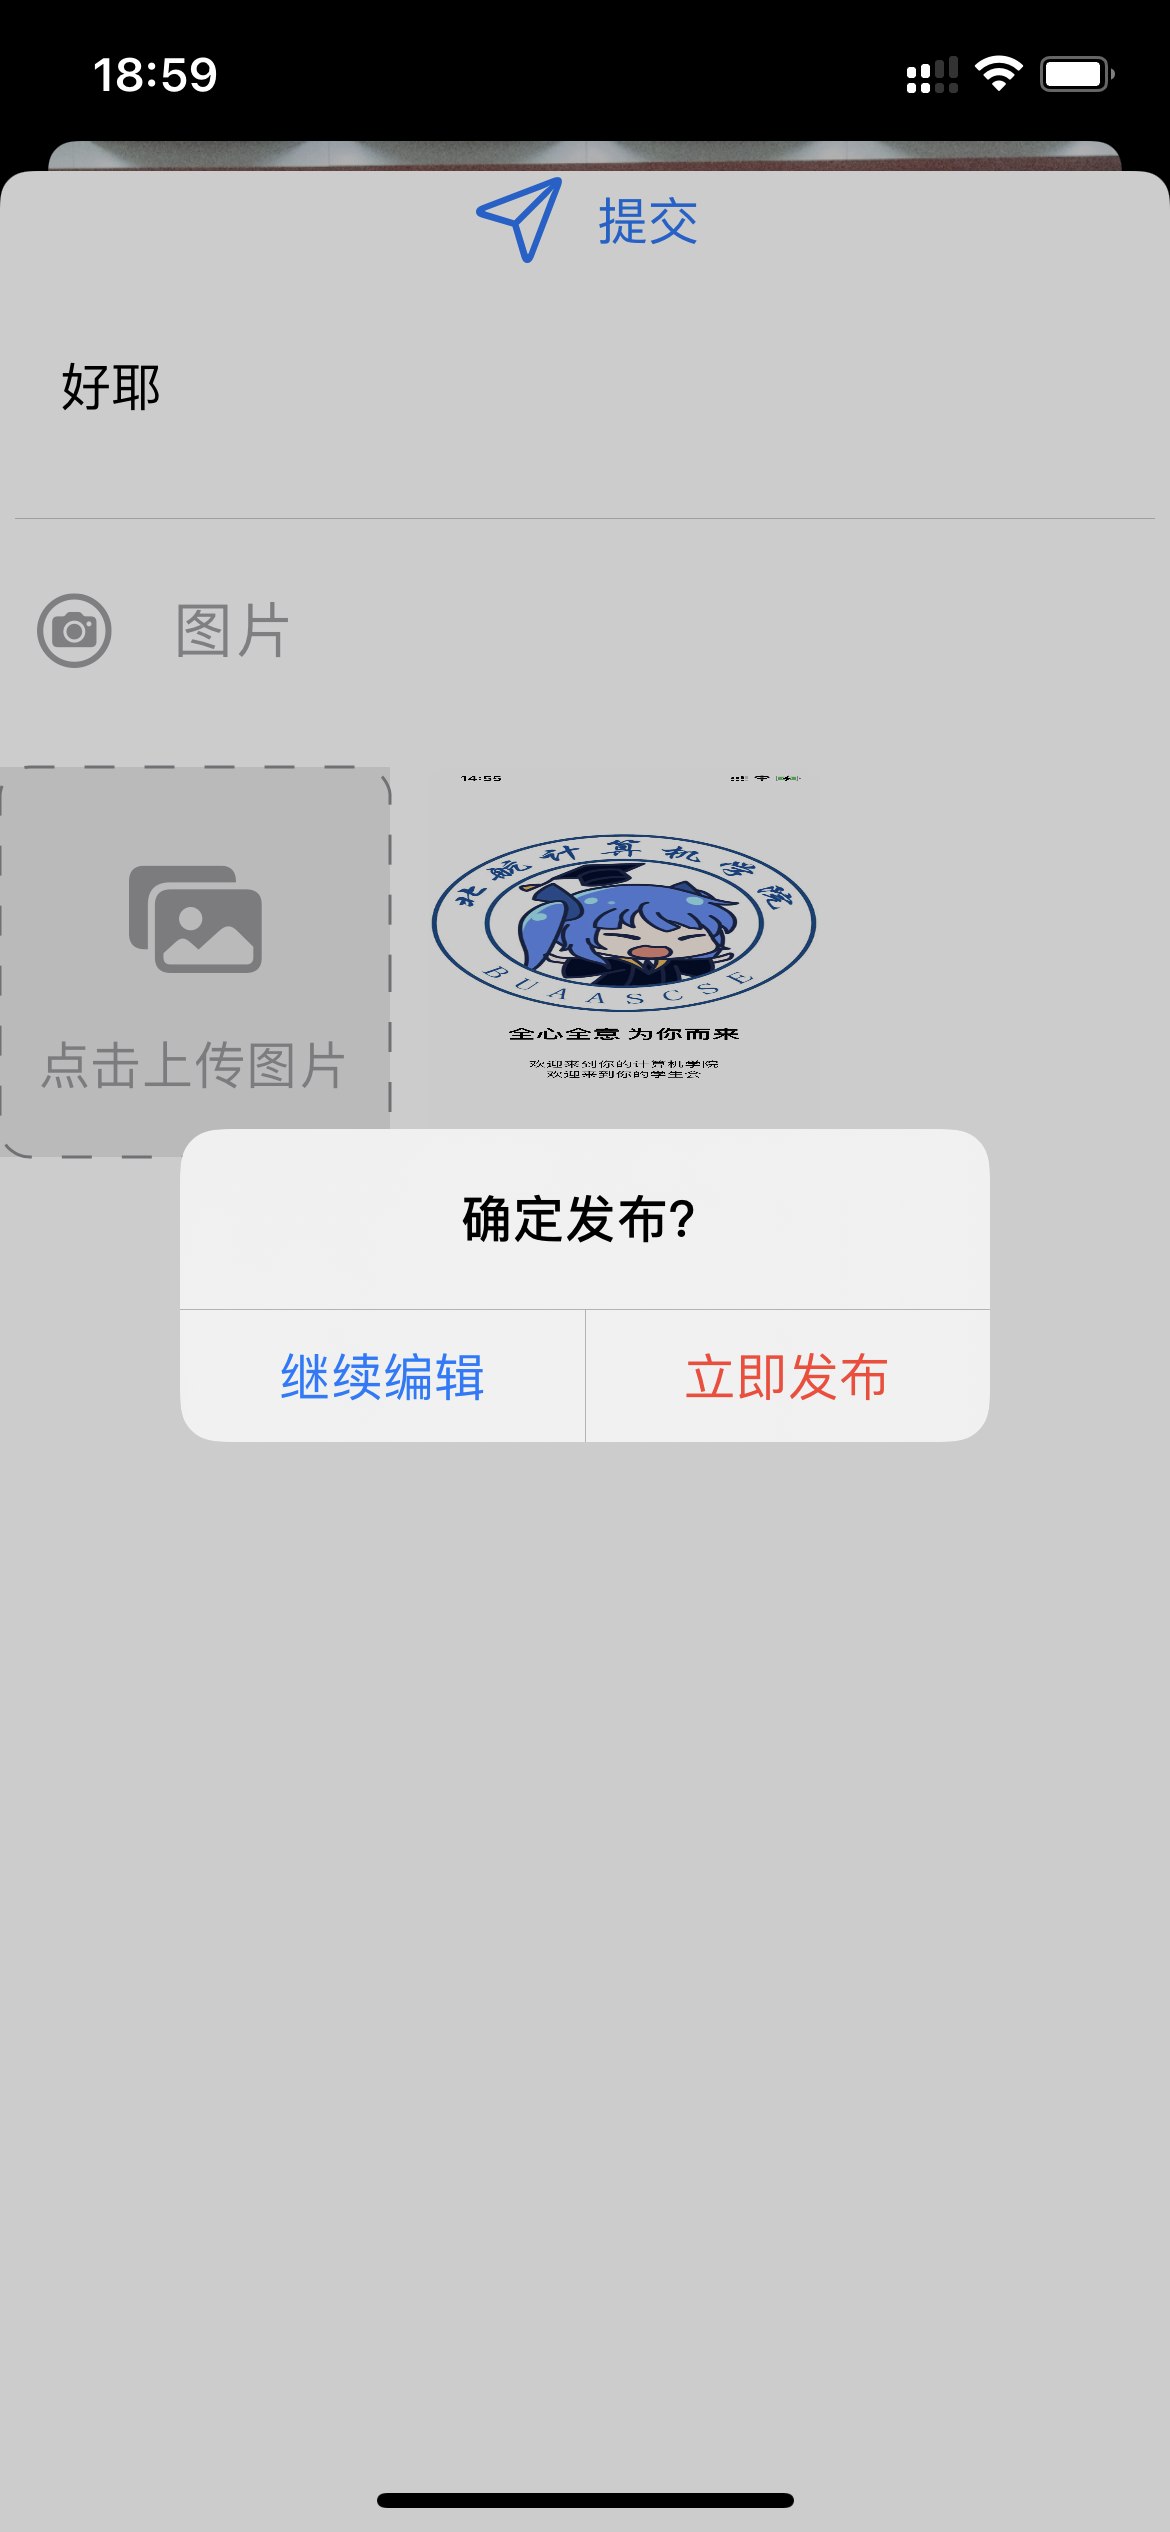 18:59
提交
好耶
图片
点击上传图片
14:55
北航计算机学院
BUAASCSE
全心全意 为你而来
欢迎来到你的计算机学院
欢迎来到你的学生会
确定发布?
继续编辑
立即发布